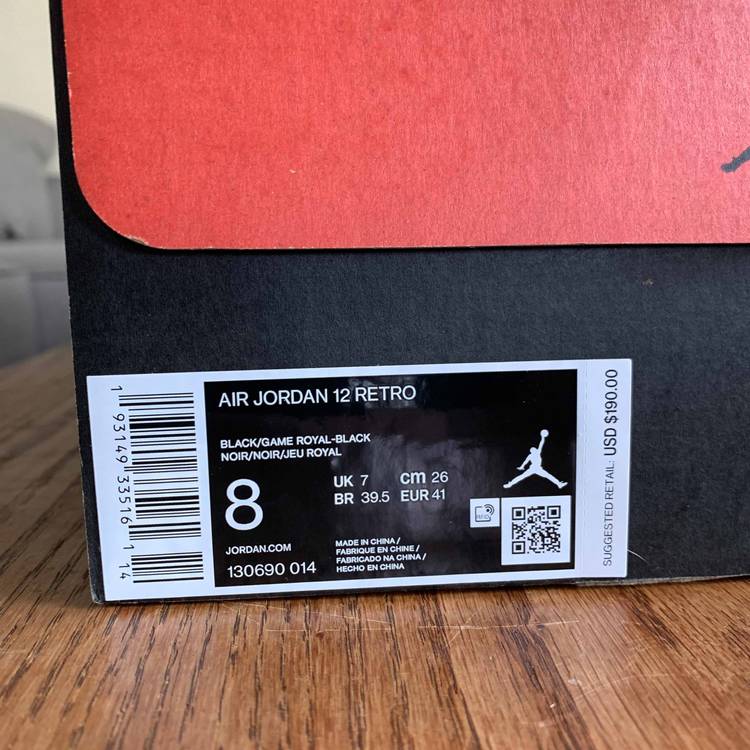 AIR JORDAN 12 RETRO
BLACK/GAME ROYAL-BLACK
NOIR/NOIR/JEU ROYAL
8
UK 7 cm 26
BR 39.5 EUR 41
JORDAN.COM
130690 014
MADE IN CHINA /
FABRIQUE EN CHINE /
FABRICADO NA CHINA /
HECHO EN CHINA
RFID
1 93149 33516 1 14
SUGGESTED RETAIL: USD $190.00